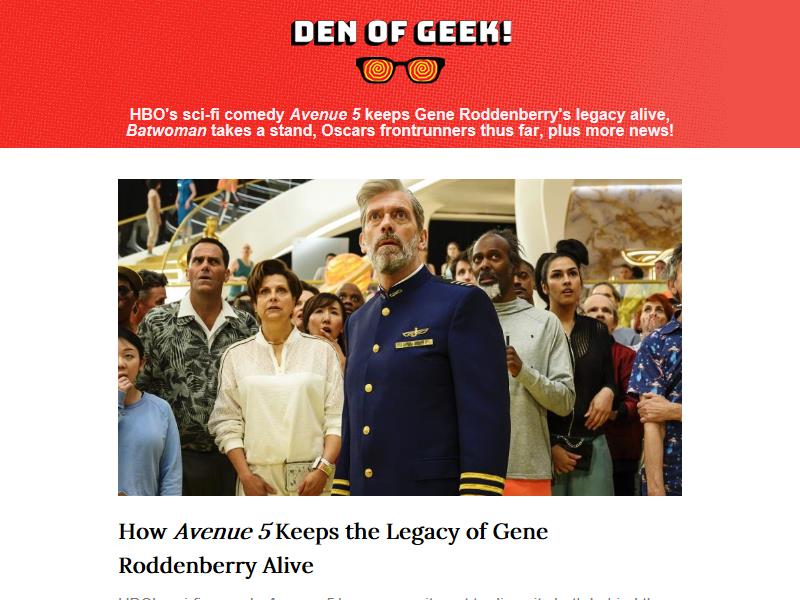 DEN OF GEEK!
HBO's sci-fi comedy Avenue 5 keeps Gene Roddenberry's legacy alive,
Batwoman takes a stand, Oscars frontrunners thus far, plus more news!
How Avenue 5 Keeps the Legacy of Gene
Roddenberry Alive